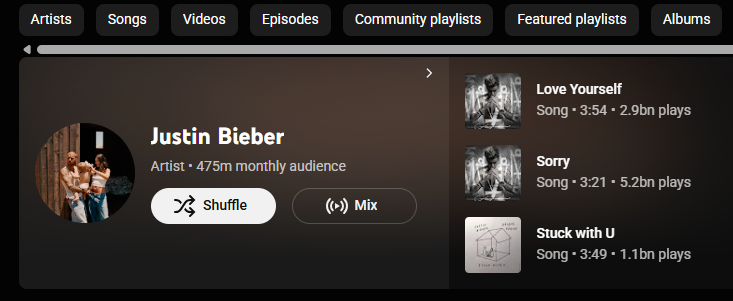 Artists Songs Videos Episodes Community playlists Featured playlists Albums
Justin Bieber
Artist • 475m monthly audience
Shuffle Mix
Love Yourself
Song • 3:54 • 2.9bn plays
Sorry
Song • 3:21 • 5.2bn plays
Stuck with U
Song • 3:49 • 1.1bn plays